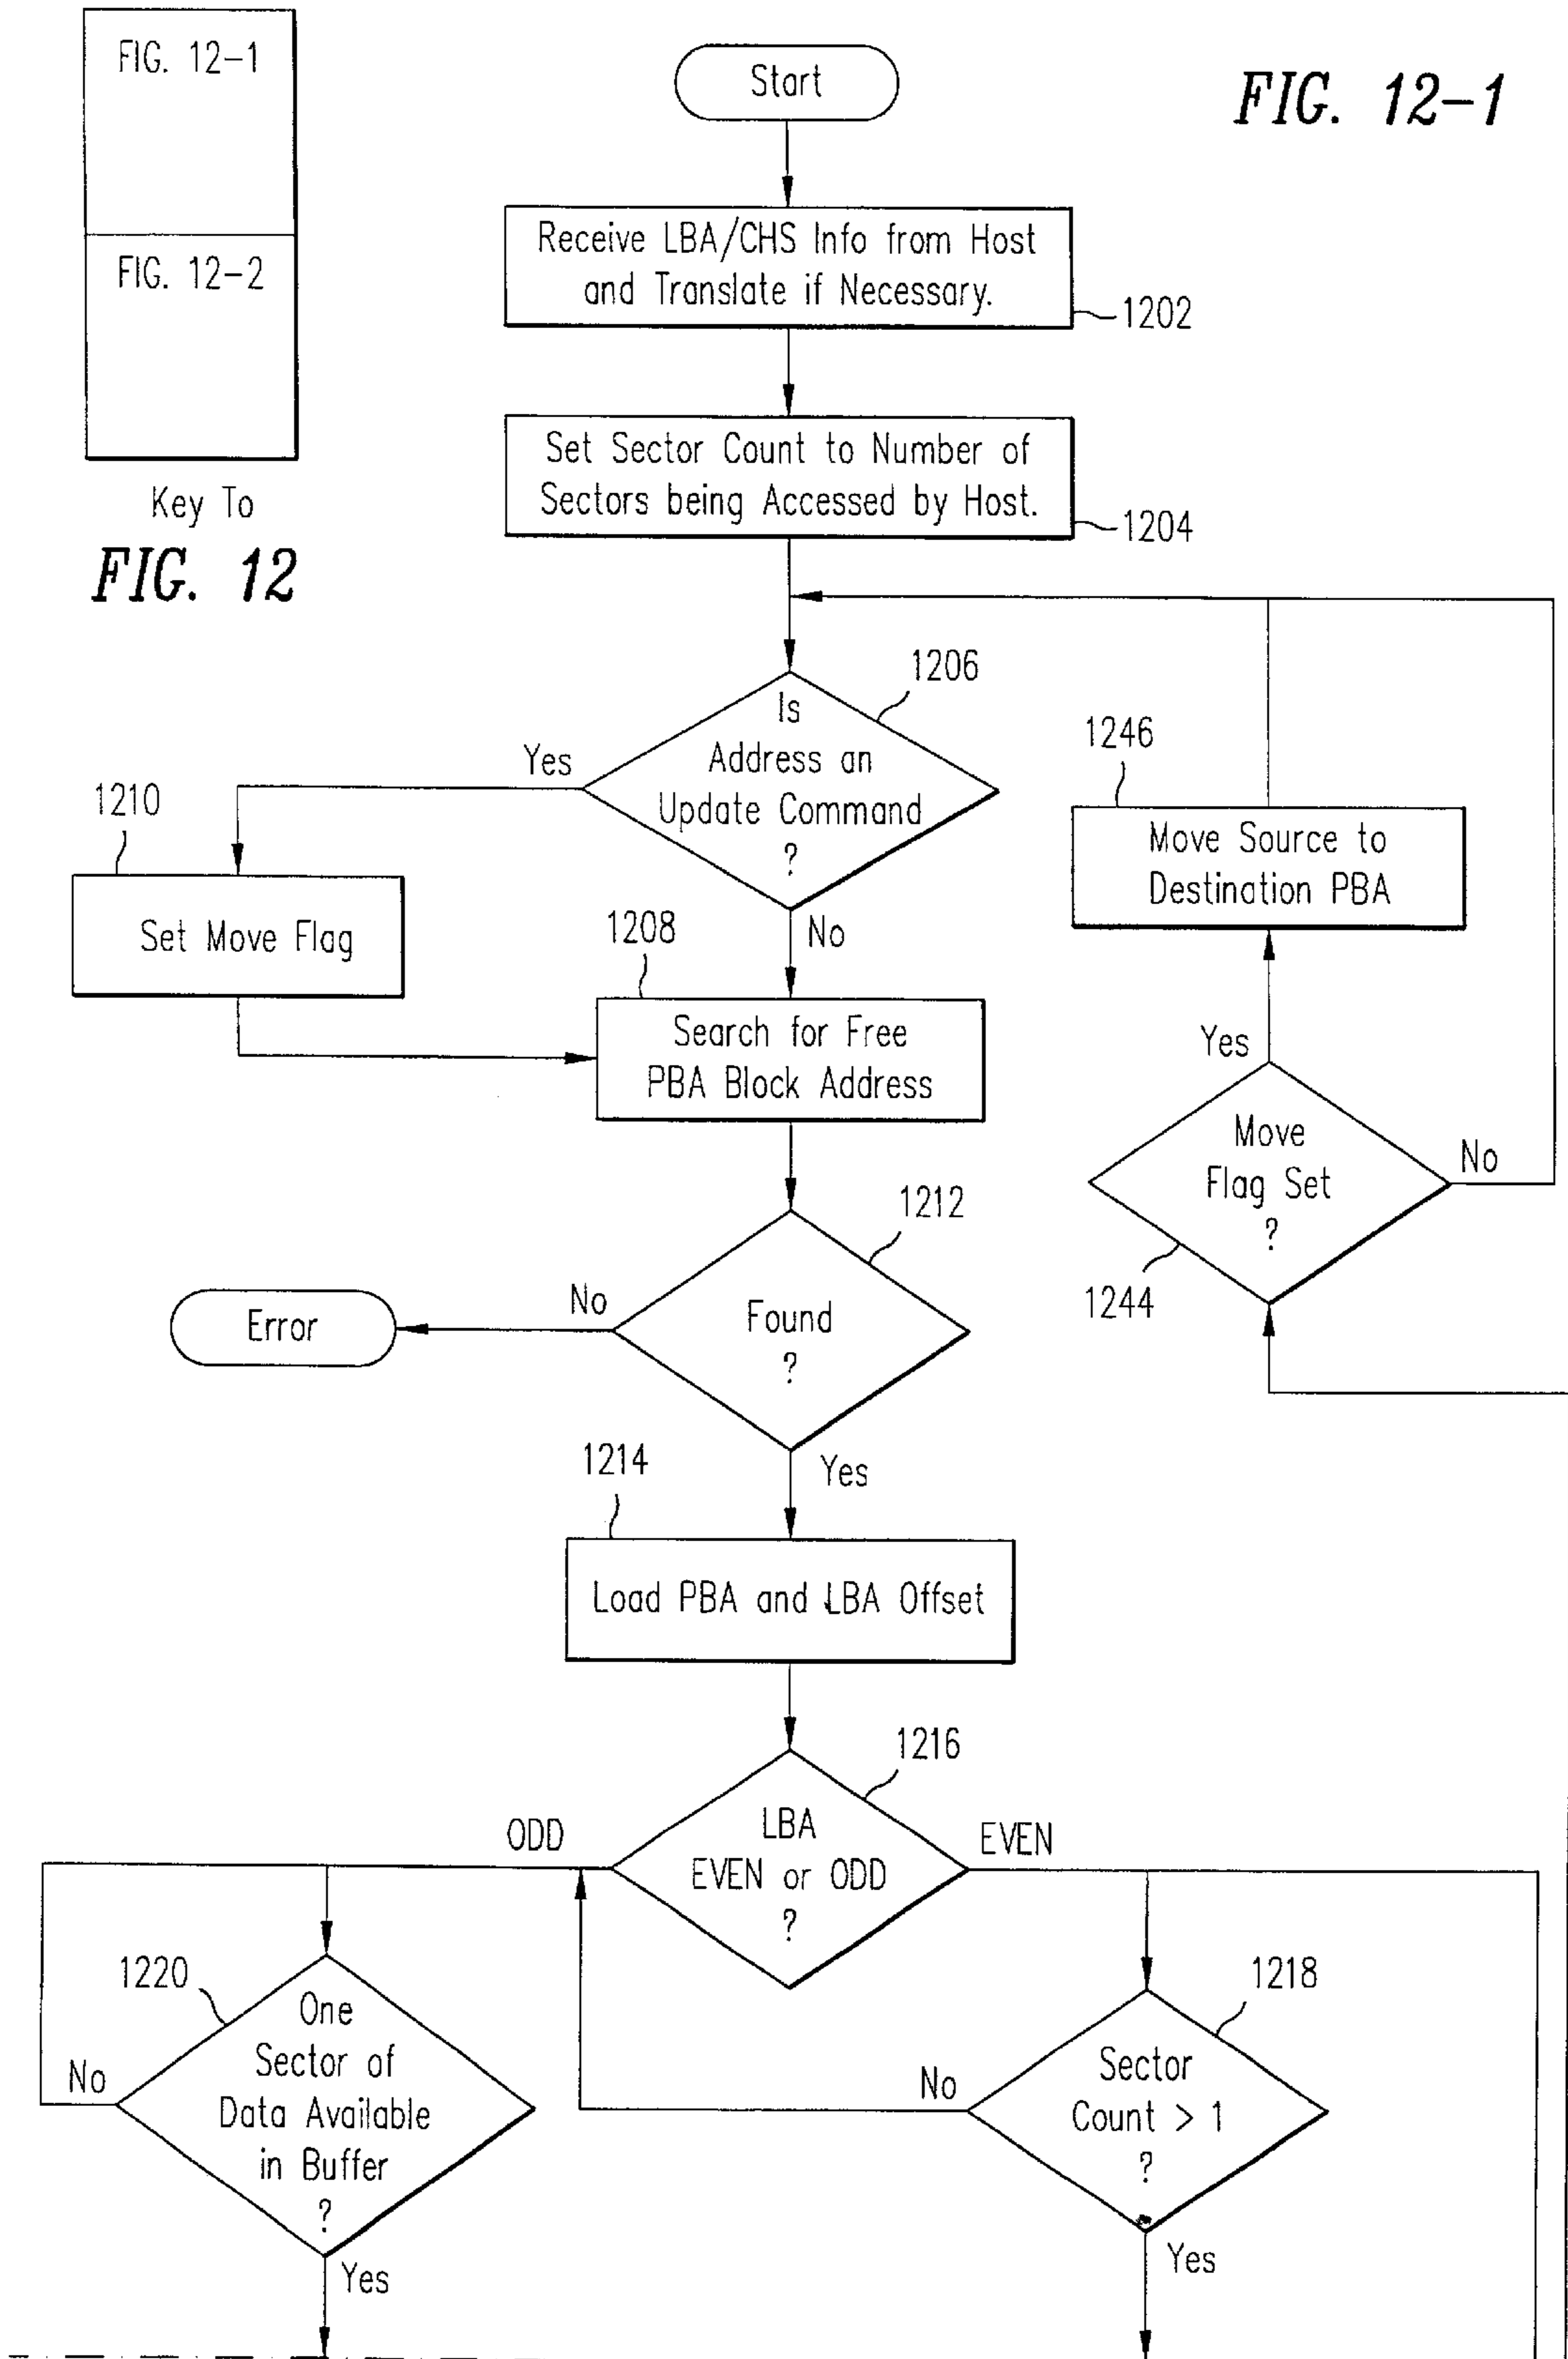 FIG. 12-1
FIG. 12-2
Key To
FIG. 12
FIG. 12-1
Start
Receive LBA/CHS Info from Host
and Translate if Necessary.
1202
Set Sector Count to Number of
Sectors being Accessed by Host.
1204
1206
Is
Address an
Update Command
?
Yes
No
1210
Set Move Flag
1208
Search for Free
PBA Block Address
1246
Move Source to
Destination PBA
Yes
Move
Flag Set
?
No
1244
1212
Found
?
No
Error
Yes
1214
Load PBA and LBA Offset
1216
LBA
EVEN or ODD
?
ODD
EVEN
1220
One
Sector of
Data Available
in Buffer
?
No
Yes
1218
Sector
Count > 1
?
No
Yes